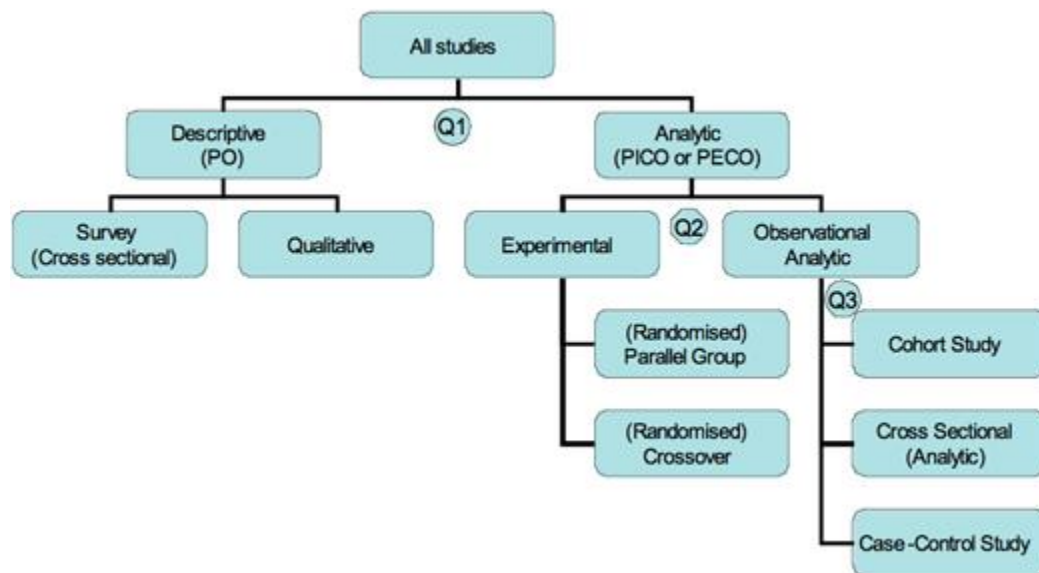 All studies
Q1
Descriptive
(PO)
Analytic
(PICO or PECO)
Survey
(Cross sectional)
Qualitative
Experimental
Q2
Observational
Analytic
Q3
(Randomised)
Parallel Group
Cohort Study
(Randomised)
Crossover
Cross Sectional
(Analytic)
Case-Control Study